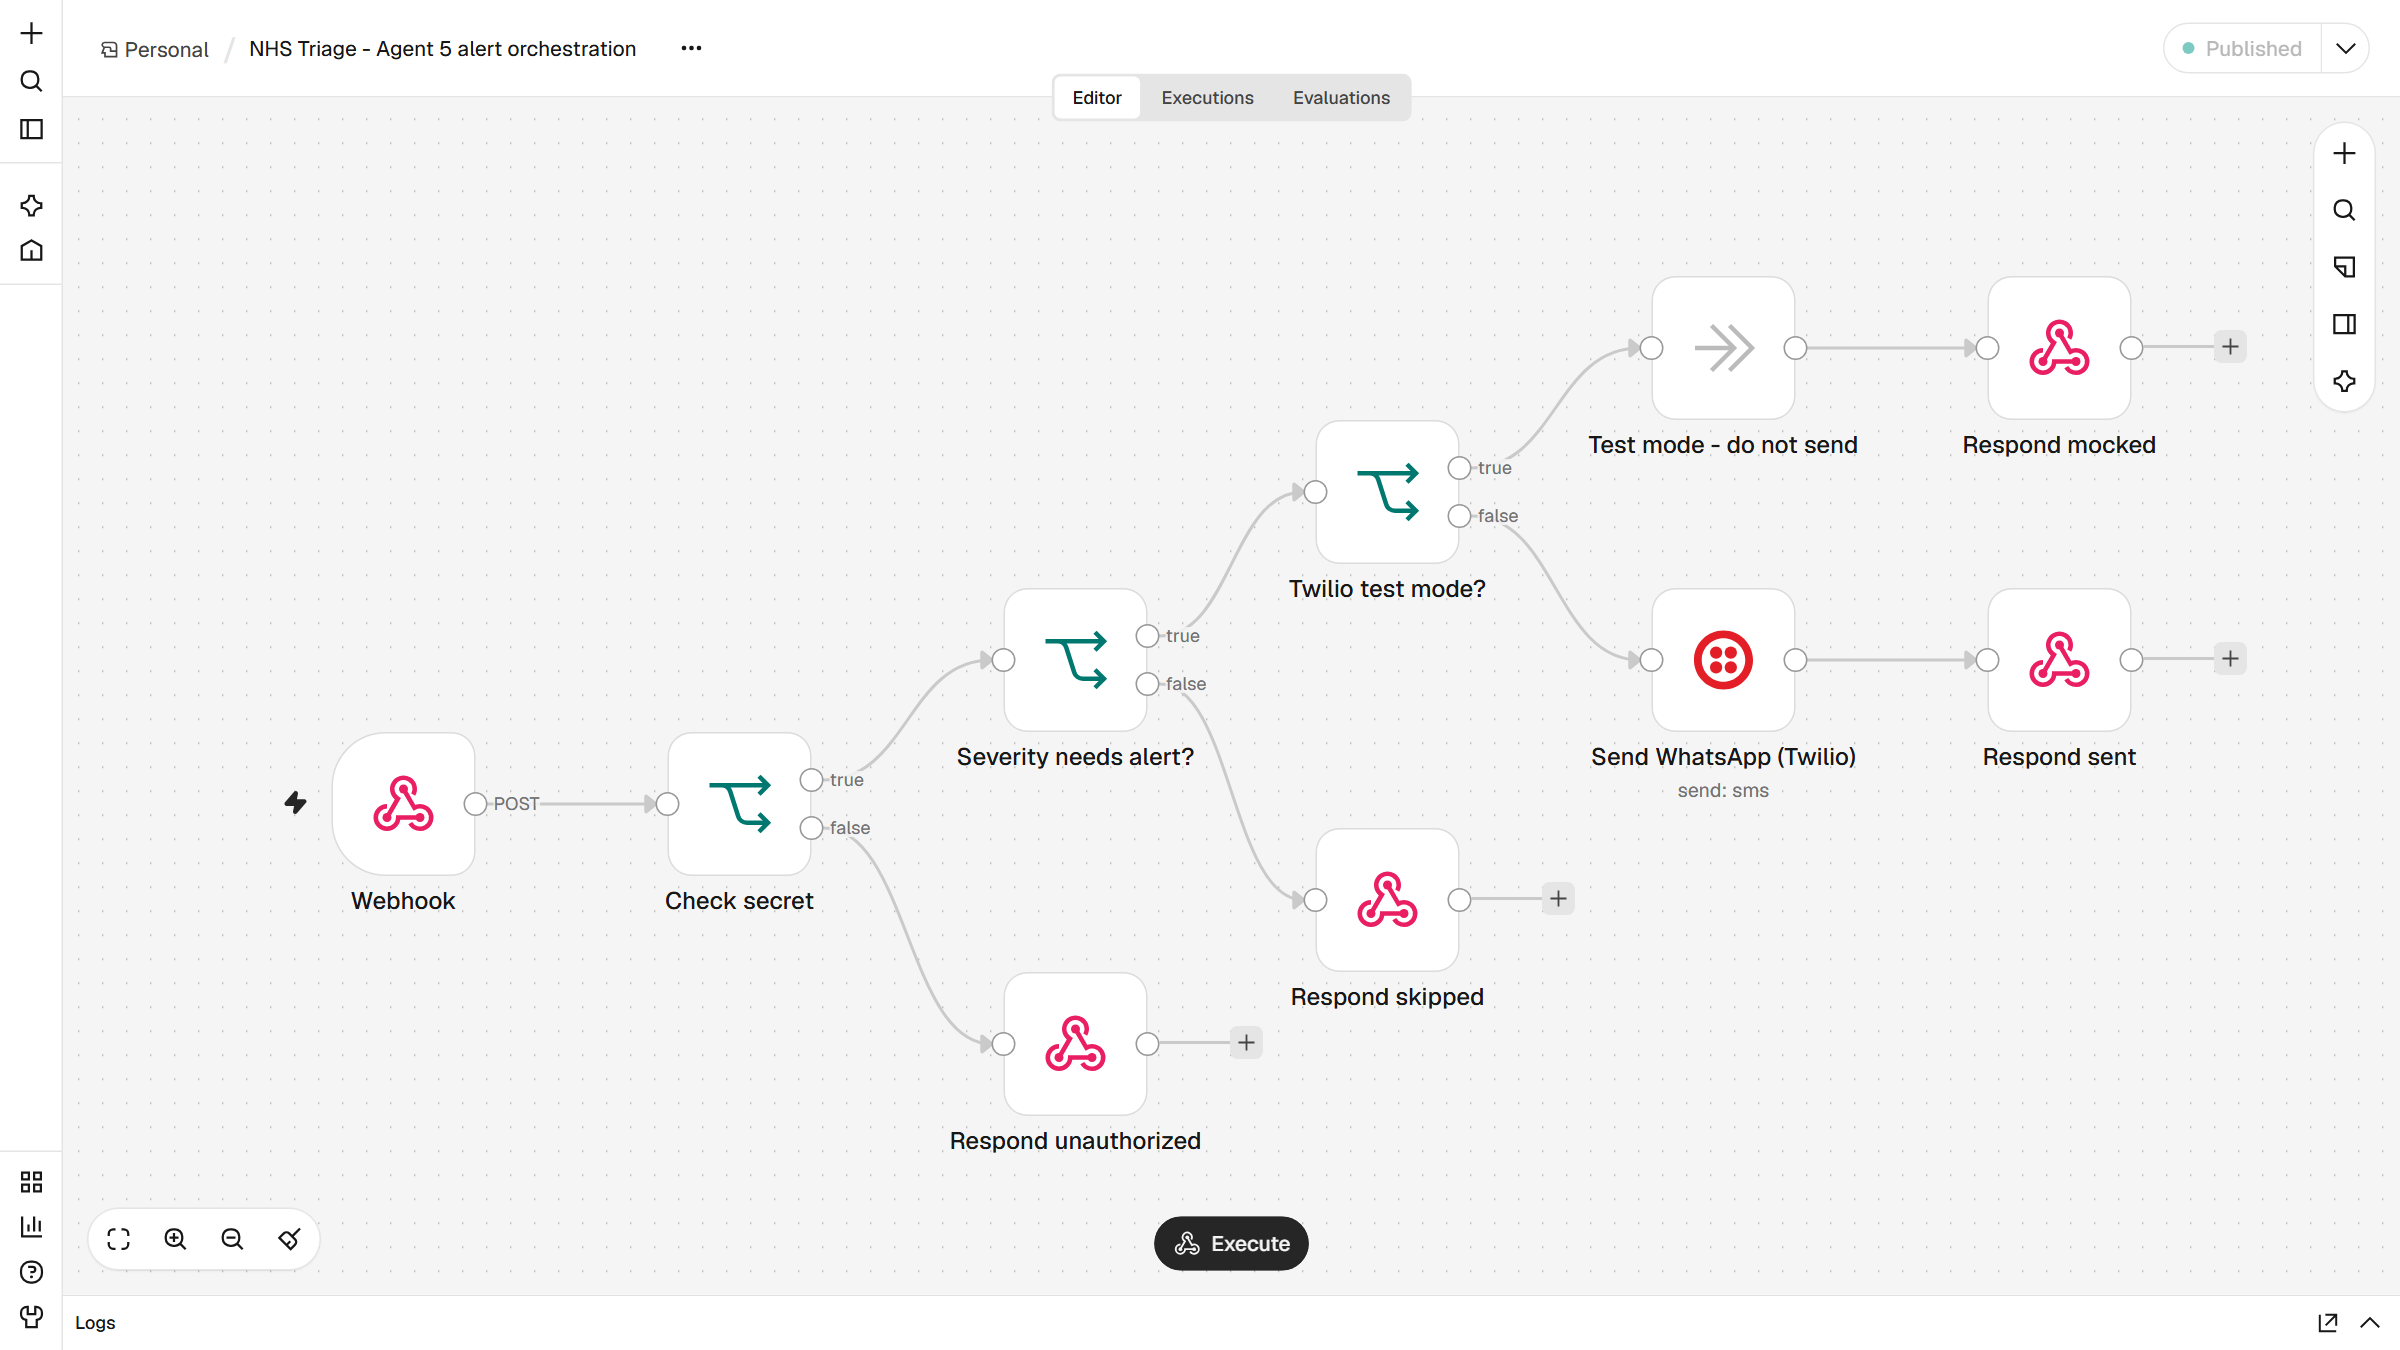 Personal / NHS Triage - Agent 5 alert orchestration
Published
Editor
Executions
Evaluations
Test mode - do not send
Respond mocked
true
false
Twilio test mode?
true
false
Severity needs alert?
Send WhatsApp (Twilio)
send: sms
Respond sent
POST
true
false
Webhook
Check secret
Respond skipped
Respond unauthorized
Execute
Logs